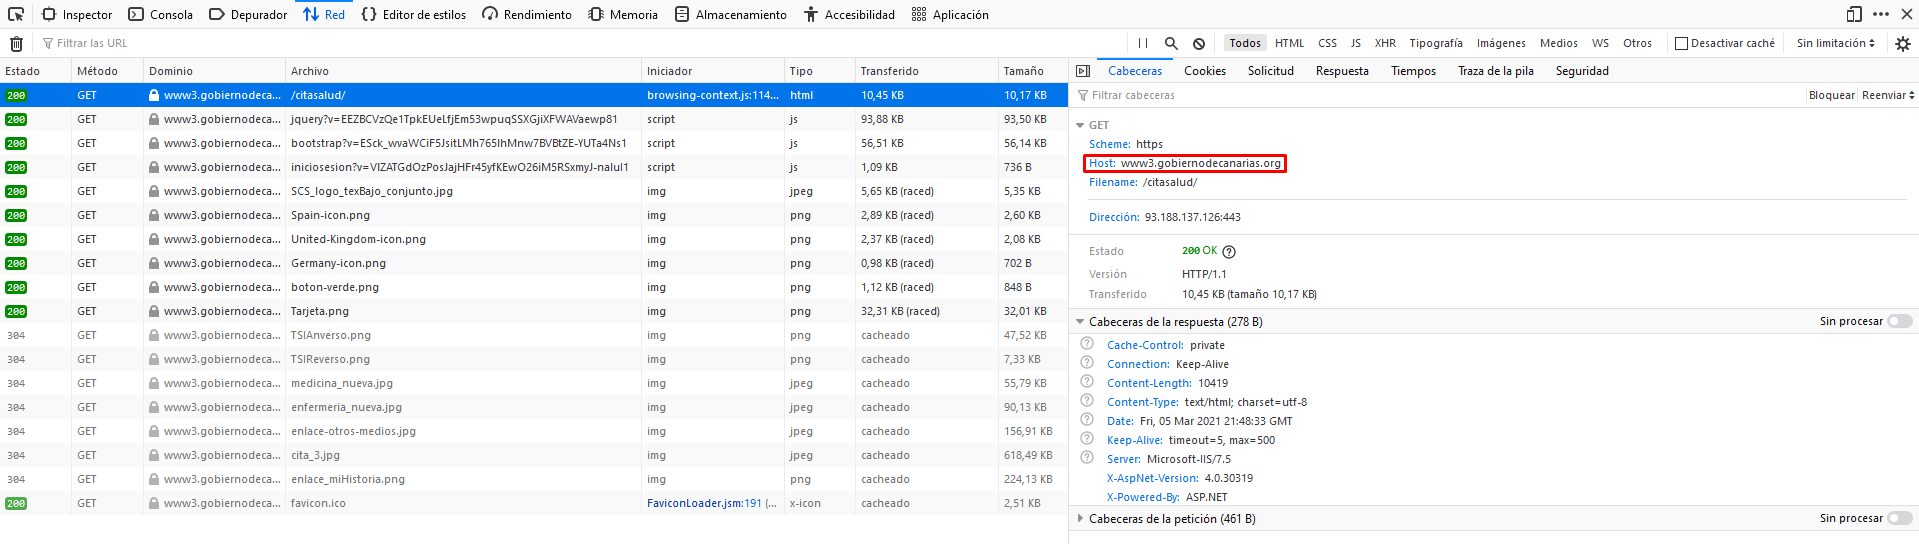 Inspector Consola Depurador Red Editor de estilos Rendimiento Memoria Almacenamiento Accesibilidad Aplicación
Filtrar las URL Todos HTML CSS JS XHR Tipografía Imágenes Medios WS Otros Desactivar caché Sin limitación
Estado Método Dominio Archivo Iniciador Tipo Transferido Tamaño
200 GET www3.gobiernodeca... /citasalud/ browsing-context.js:114... html 10,45 KB 10,17 KB
200 GET www3.gobiernodeca... jquery?v=EEZBCVzQe1TpkEUeLfjEm53wpuqSSXGjiXFWAVaewp81 script js 93,88 KB 93,50 KB
200 GET www3.gobiernodeca... bootstrap?v=ESck_wvaWCiF5JsitLMh765IhMnw7BVBtZE-YUTa4Ns1 script js 56,51 KB 56,14 KB
200 GET www3.gobiernodeca... iniciosesion?v=VIZATGdOzPosJajHFr45yfKEwO26iM5RSxmyJ-naIuI1 script js 1,09 KB 736 B
200 GET www3.gobiernodeca... SCS_logo_texBajo_conjunto.jpg img jpeg 5,65 KB (raced) 5,35 KB
200 GET www3.gobiernodeca... Spain-icon.png img png 2,89 KB (raced) 2,60 KB
200 GET www3.gobiernodeca... United-Kingdom-icon.png img png 2,37 KB (raced) 2,08 KB
200 GET www3.gobiernodeca... Germany-icon.png img png 0,98 KB (raced) 702 B
200 GET www3.gobiernodeca... boton-verde.png img png 1,12 KB (raced) 848 B
200 GET www3.gobiernodeca... Tarjeta.png img png 32,31 KB (raced) 32,01 KB
304 GET www3.gobiernodeca... TSIAnverso.png img png cacheado 47,52 KB
304 GET www3.gobiernodeca... TSIReverso.png img png cacheado 7,33 KB
304 GET www3.gobiernodeca... medicina_nueva.jpg img jpeg cacheado 55,79 KB
304 GET www3.gobiernodeca... enfermeria_nueva.jpg img jpeg cacheado 90,13 KB
304 GET www3.gobiernodeca... enlace-otros-medios.jpg img jpeg cacheado 156,91 KB
304 GET www3.gobiernodeca... cita_3.jpg img jpeg cacheado 618,49 KB
304 GET www3.gobiernodeca... enlace_miHistoria.png img png cacheado 224,13 KB
200 GET www3.gobiernodeca... favicon.ico FaviconLoader.jsm:191 (... x-icon cacheado 2,51 KB
Cabeceras Cookies Solicitud Respuesta Tiempos Traza de la pila Seguridad
Filtrar cabeceras Bloquear Reenviar
GET
Scheme: https
Host: www3.gobiernodecanarias.org
Filename: /citasalud/
Dirección: 93.188.137.126:443
Estado 200 OK
Versión HTTP/1.1
Transferido 10,45 KB (tamaño 10,17 KB)
Cabeceras de la respuesta (278 B) Sin procesar
Cache-Control: private
Connection: Keep-Alive
Content-Length: 10419
Content-Type: text/html; charset=utf-8
Date: Fri, 05 Mar 2021 21:48:33 GMT
Keep-Alive: timeout=5, max=500
Server: Microsoft-IIS/7.5
X-AspNet-Version: 4.0.30319
X-Powered-By: ASP.NET
Cabeceras de la petición (461 B) Sin procesar